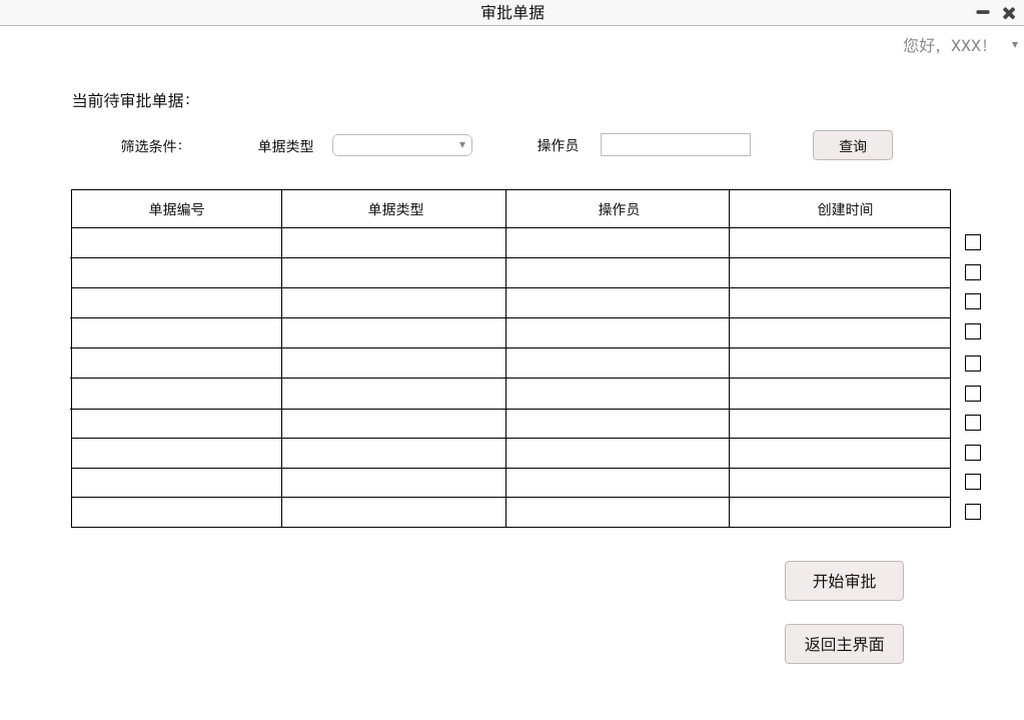 审批单据
您好，XXX！
当前待审批单据：
筛选条件： 单据类型 操作员 查询
单据编号 单据类型 操作员 创建时间
开始审批
返回主界面